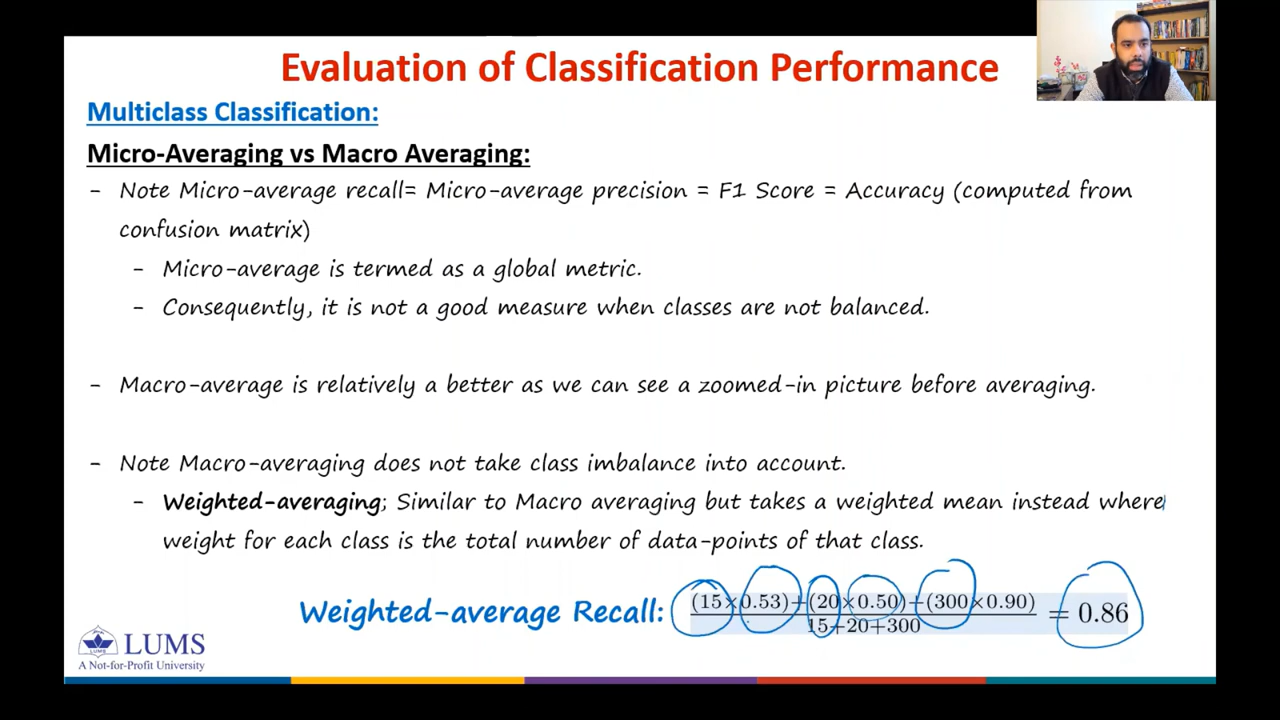 Evaluation of Classification Performance
Multiclass Classification:
Micro-Averaging vs Macro Averaging:
- Note Micro-average recall= Micro-average precision = F1 Score = Accuracy (computed from
confusion matrix)
- Micro-average is termed as a global metric.
- Consequently, it is not a good measure when classes are not balanced.
- Macro-average is relatively a better as we can see a zoomed-in picture before averaging.
- Note Macro-averaging does not take class imbalance into account.
- Weighted-averaging; Similar to Macro averaging but takes a weighted mean instead where
weight for each class is the total number of data-points of that class.
Weighted-average Recall: (15×0.53)+(20×0.50)+(300×0.90) = 0.86
15+20+300
LUMS
A Not-for-Profit University